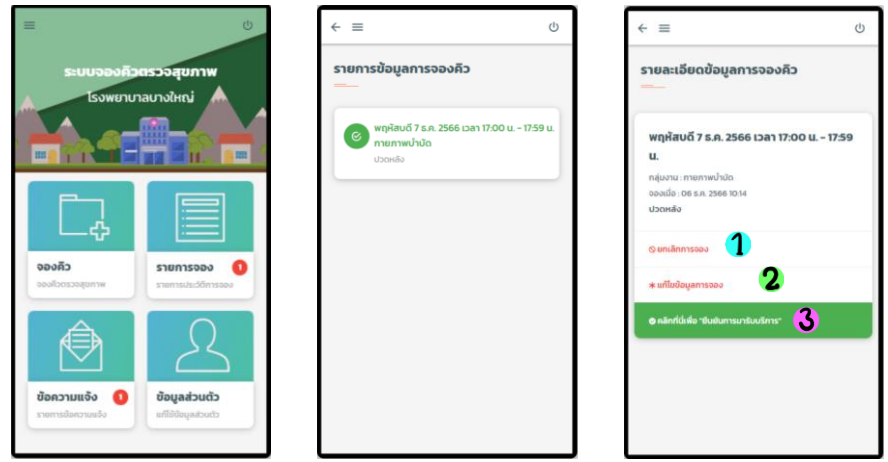 ระบบจองคิวตรวจสุขภาพ
โรงพยาบาลบางใหญ่
จองคิว
จองคิวตรวจสุขภาพ
รายการจอง 1
รายการประวัติการจอง
ข้อความแจ้ง 1
รายการข้อความแจ้ง
ข้อมูลส่วนตัว
แก้ไขข้อมูลส่วนตัว
รายการข้อมูลการจองคิว
พฤหัสบดี 7 ธ.ค. 2566 เวลา 17:00 น. - 17:59 น.
กายภาพบำบัด
ปวดหลัง
รายละเอียดข้อมูลการจองคิว
พฤหัสบดี 7 ธ.ค. 2566 เวลา 17:00 น. - 17:59
น.
กลุ่มงาน : กายภาพบำบัด
จองเมื่อ : 06 ธ.ค. 2566 10:14
ปวดหลัง
ยกเลิกการจอง 1
แก้ไขข้อมูลการจอง 2
คลิกที่นี่เพื่อ "ยืนยันการมารับบริการ" 3